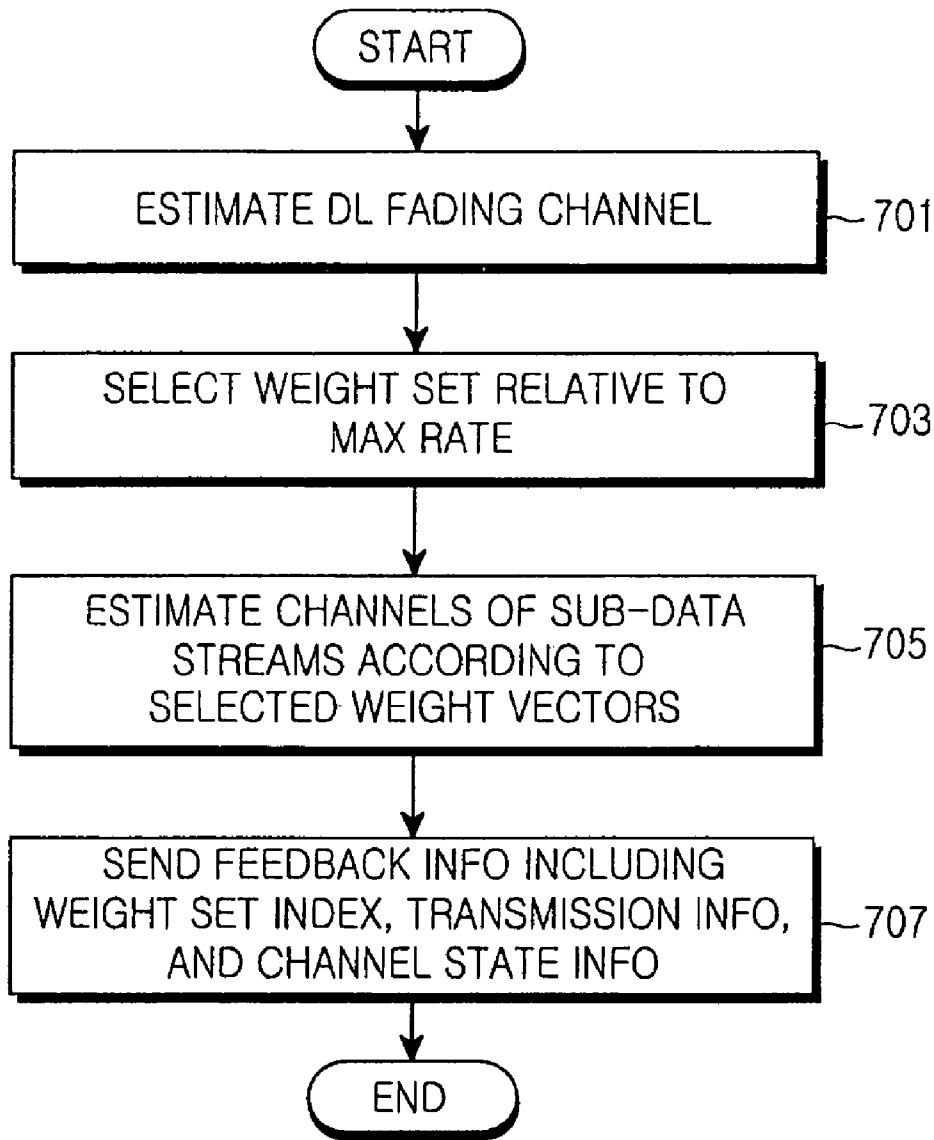 START
ESTIMATE DL FADING CHANNEL
701
SELECT WEIGHT SET RELATIVE TO
MAX RATE
703
ESTIMATE CHANNELS OF SUB-DATA
STREAMS ACCORDING TO
SELECTED WEIGHT VECTORS
705
SEND FEEDBACK INFO INCLUDING
WEIGHT SET INDEX, TRANSMISSION INFO,
AND CHANNEL STATE INFO
707
END